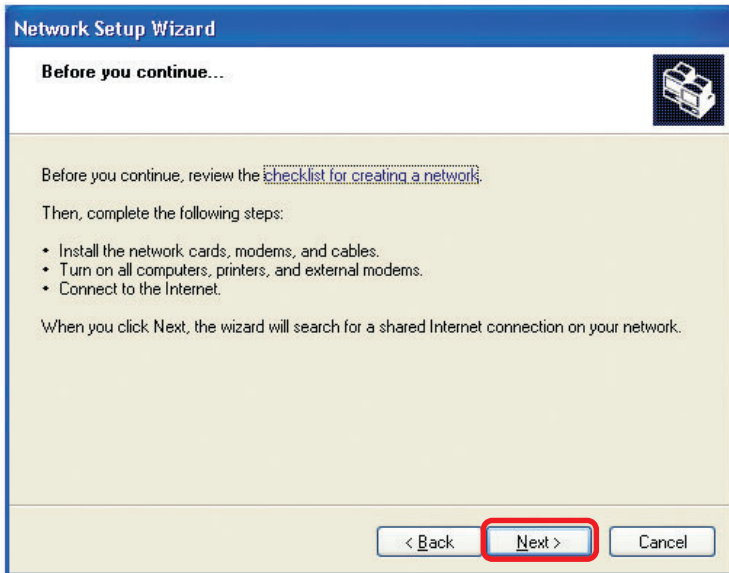 Network Setup Wizard
Before you continue...
Before you continue, review the checklist for creating a network.
Then, complete the following steps:
• Install the network cards, modems, and cables.
• Turn on all computers, printers, and external modems.
• Connect to the Internet.
When you click Next, the wizard will search for a shared Internet connection on your network.
< Back Next > Cancel